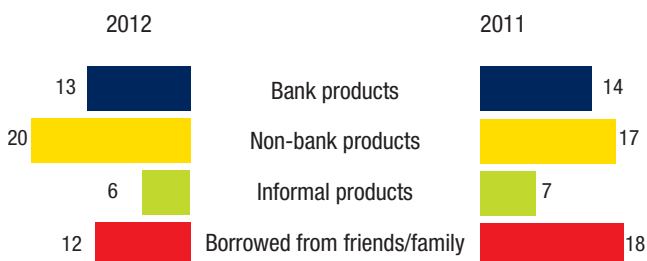 2012 2011
13 Bank products 14
20 Non-bank products 17
6 Informal products 7
12 Borrowed from friends/family 18